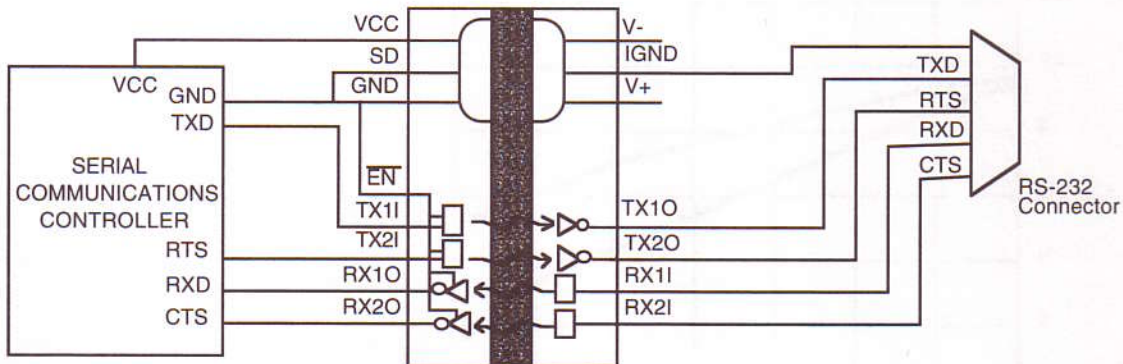 VCC
SD
GND
V-
IGND
V+
VCC
GND
TXD
SERIAL
COMMUNICATIONS
CONTROLLER
RTS
RXD
CTS
EN
TX1I
TX2I
RX1O
RX2O
TX1O
TX2O
RX1I
RX2I
TXD
RTS
RXD
CTS
RS-232
Connector